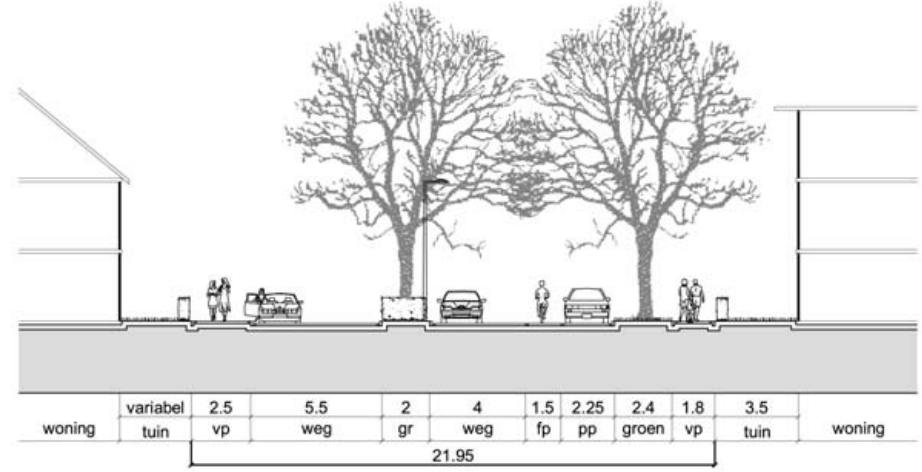 variabel 2.5 5.5 2 4 1.5 2.25 2.4 1.8 3.5
woning tuin vp weg gr weg fp pp groen vp tuin woning
21.95